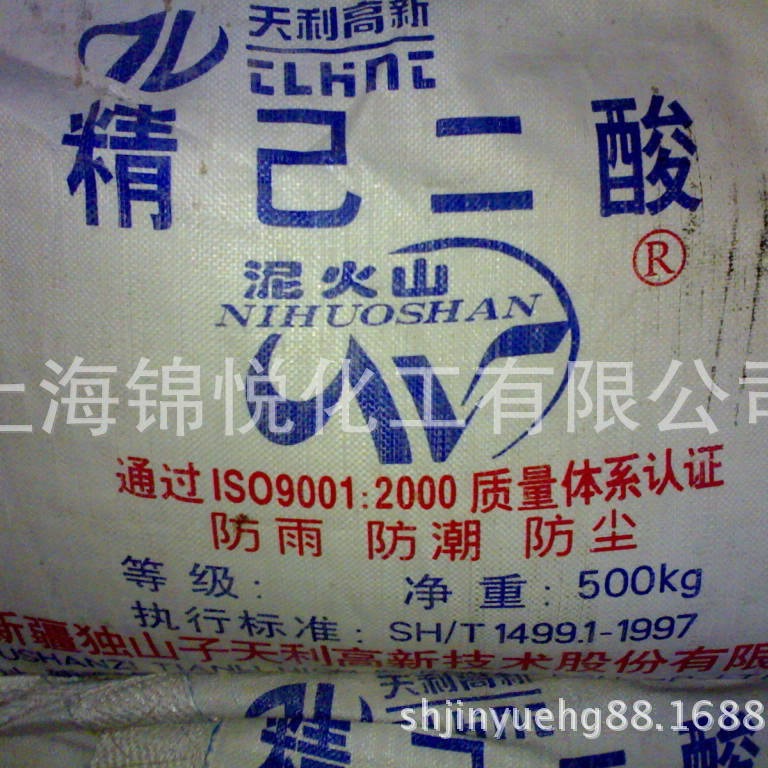 天利高新
TLHNC
精己二酸
®
泥火山
NIHUOSHAN
上海锦悦化工有限公司
通过ISO9001:2000质量体系认证
防雨 防潮 防尘
等级: 净重: 500kg
执行标准: SH/T 1499.1-1997
新疆独山子天利高新技术股份有限
USHANZI TIANLI
天利高新
shjinyuehg88.1688
精己二酸